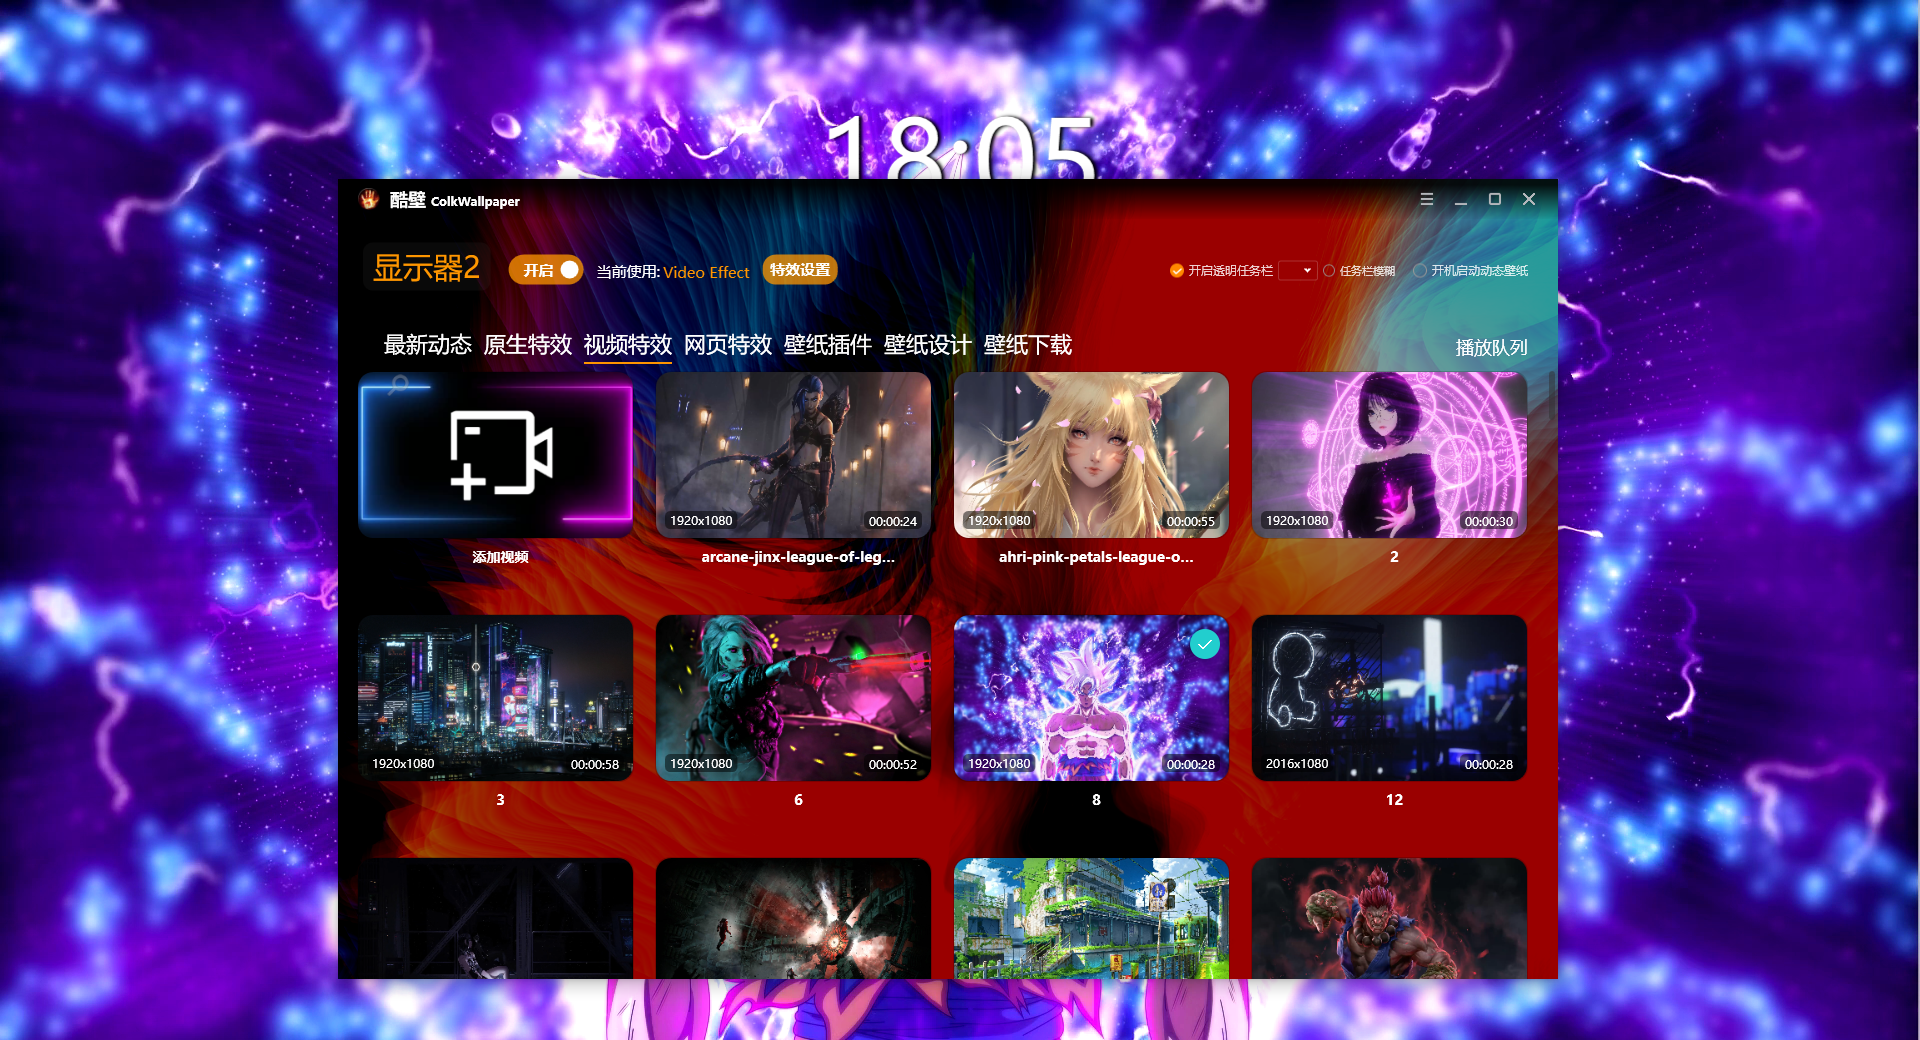 18:05
酷壁 ColkWallpaper
显示器2
开启
当前使用: Video Effect
特效设置
开启透明任务栏
任务栏模糊
开机启动动态壁纸
最新动态 原生特效 视频特效 网页特效 壁纸插件 壁纸设计 壁纸下载
播放队列
1920x1080 00:00:24
1920x1080 00:00:55
1920x1080 00:00:30
添加视频
arcane-jinx-league-of-leg...
ahri-pink-petals-league-o...
2
1920x1080 00:00:58
1920x1080 00:00:52
1920x1080 00:00:28
2016x1080 00:00:28
3
6
8
12